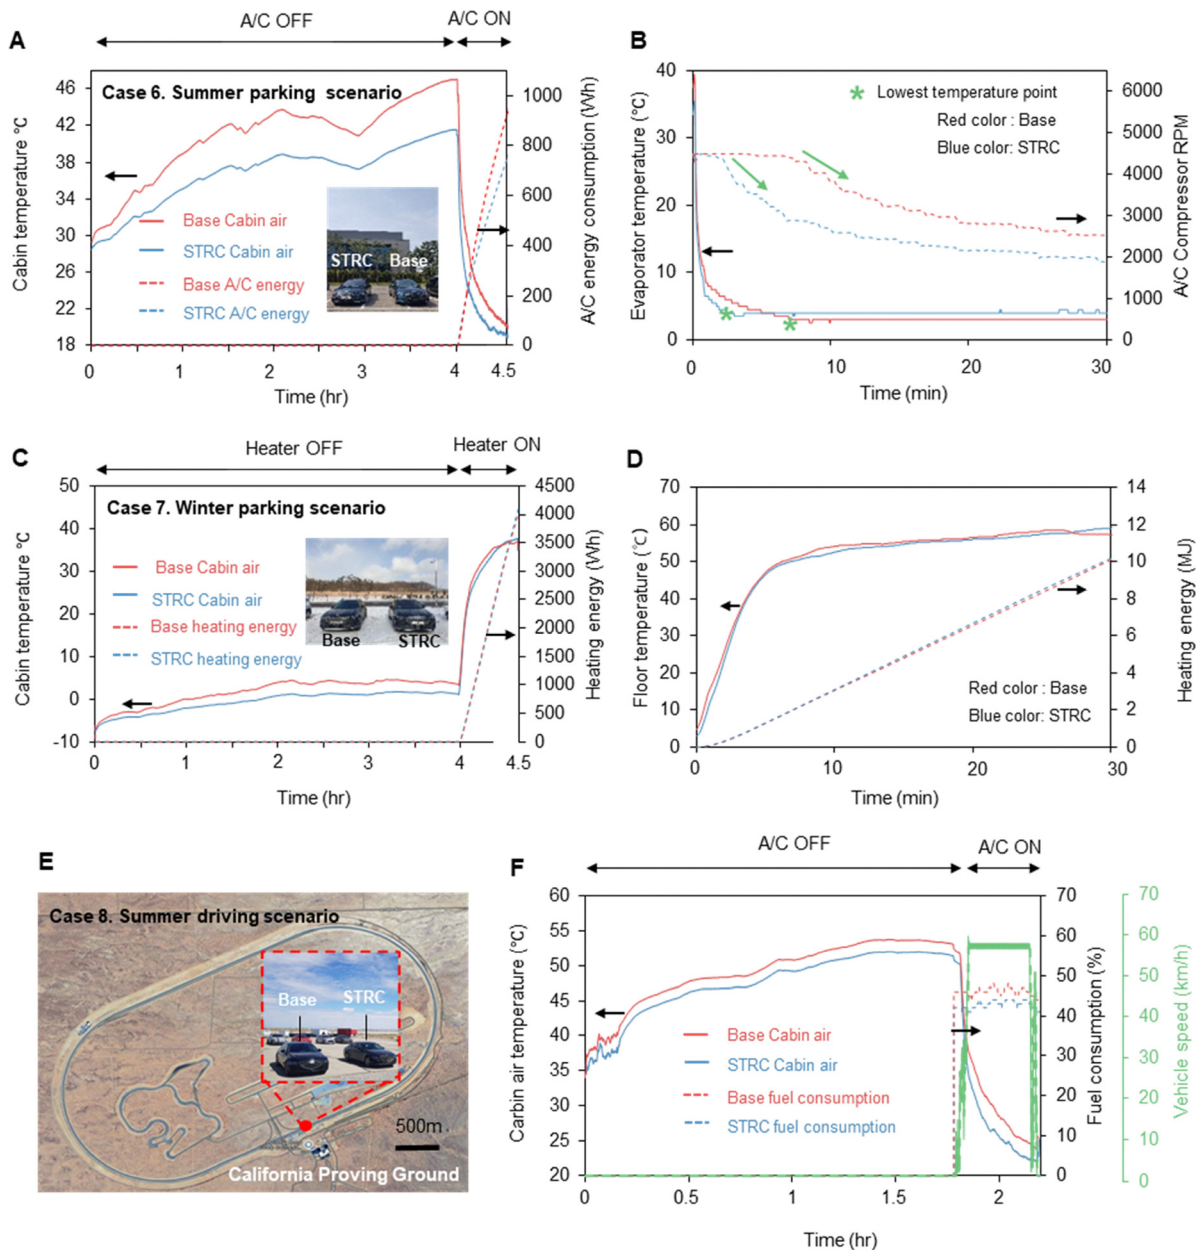 A
A/C OFF
A/C ON
Case 6. Summer parking scenario
Cabin temperature °C
46
42
38
34
30
26
22
18
A/C energy consumption (Wh)
1000
800
600
400
200
0
Base Cabin air
STRC Cabin air
Base A/C energy
STRC A/C energy
STRC
Base
0
1
2
3
4
4.5
Time (hr)
B
Evaporator temperature (°C)
40
30
20
10
0
A/C Compressor RPM
6000
5000
4000
3000
2000
1000
0
Lowest temperature point
Red color : Base
Blue color: STRC
0
10
20
30
Time (min)
C
Heater OFF
Heater ON
Case 7. Winter parking scenario
Cabin temperature °C
50
40
30
20
10
0
-10
Heating energy (Wh)
4500
4000
3500
3000
2500
2000
1500
1000
500
0
Base Cabin air
STRC Cabin air
Base heating energy
STRC heating energy
Base
STRC
0
1
2
3
4
4.5
Time (hr)
D
Floor temperature (℃)
70
60
50
40
30
20
10
0
Heating energy (MJ)
14
12
10
8
6
4
2
0
Red color : Base
Blue color: STRC
0
10
20
30
Time (min)
E
Case 8. Summer driving scenario
Base
STRC
500m
California Proving Ground
F
A/C OFF
A/C ON
Carbin air temperature (°C)
60
55
50
45
40
35
30
25
20
Fuel consumption (%)
70
60
50
40
30
20
10
0
Vehicle speed (km/h)
70
60
50
40
30
20
10
0
Base Cabin air
STRC Cabin air
Base fuel consumption
STRC fuel consumption
0
0.5
1
1.5
2
Time (hr)